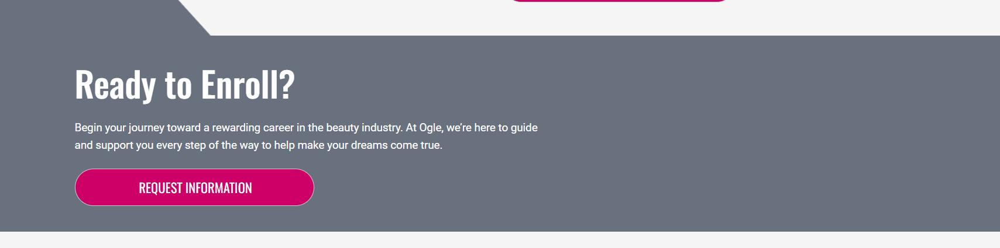 Ready to Enroll?
Begin your journey toward a rewarding career in the beauty industry. At Ogle, we’re here to guide
and support you every step of the way to help make your dreams come true.
REQUEST INFORMATION